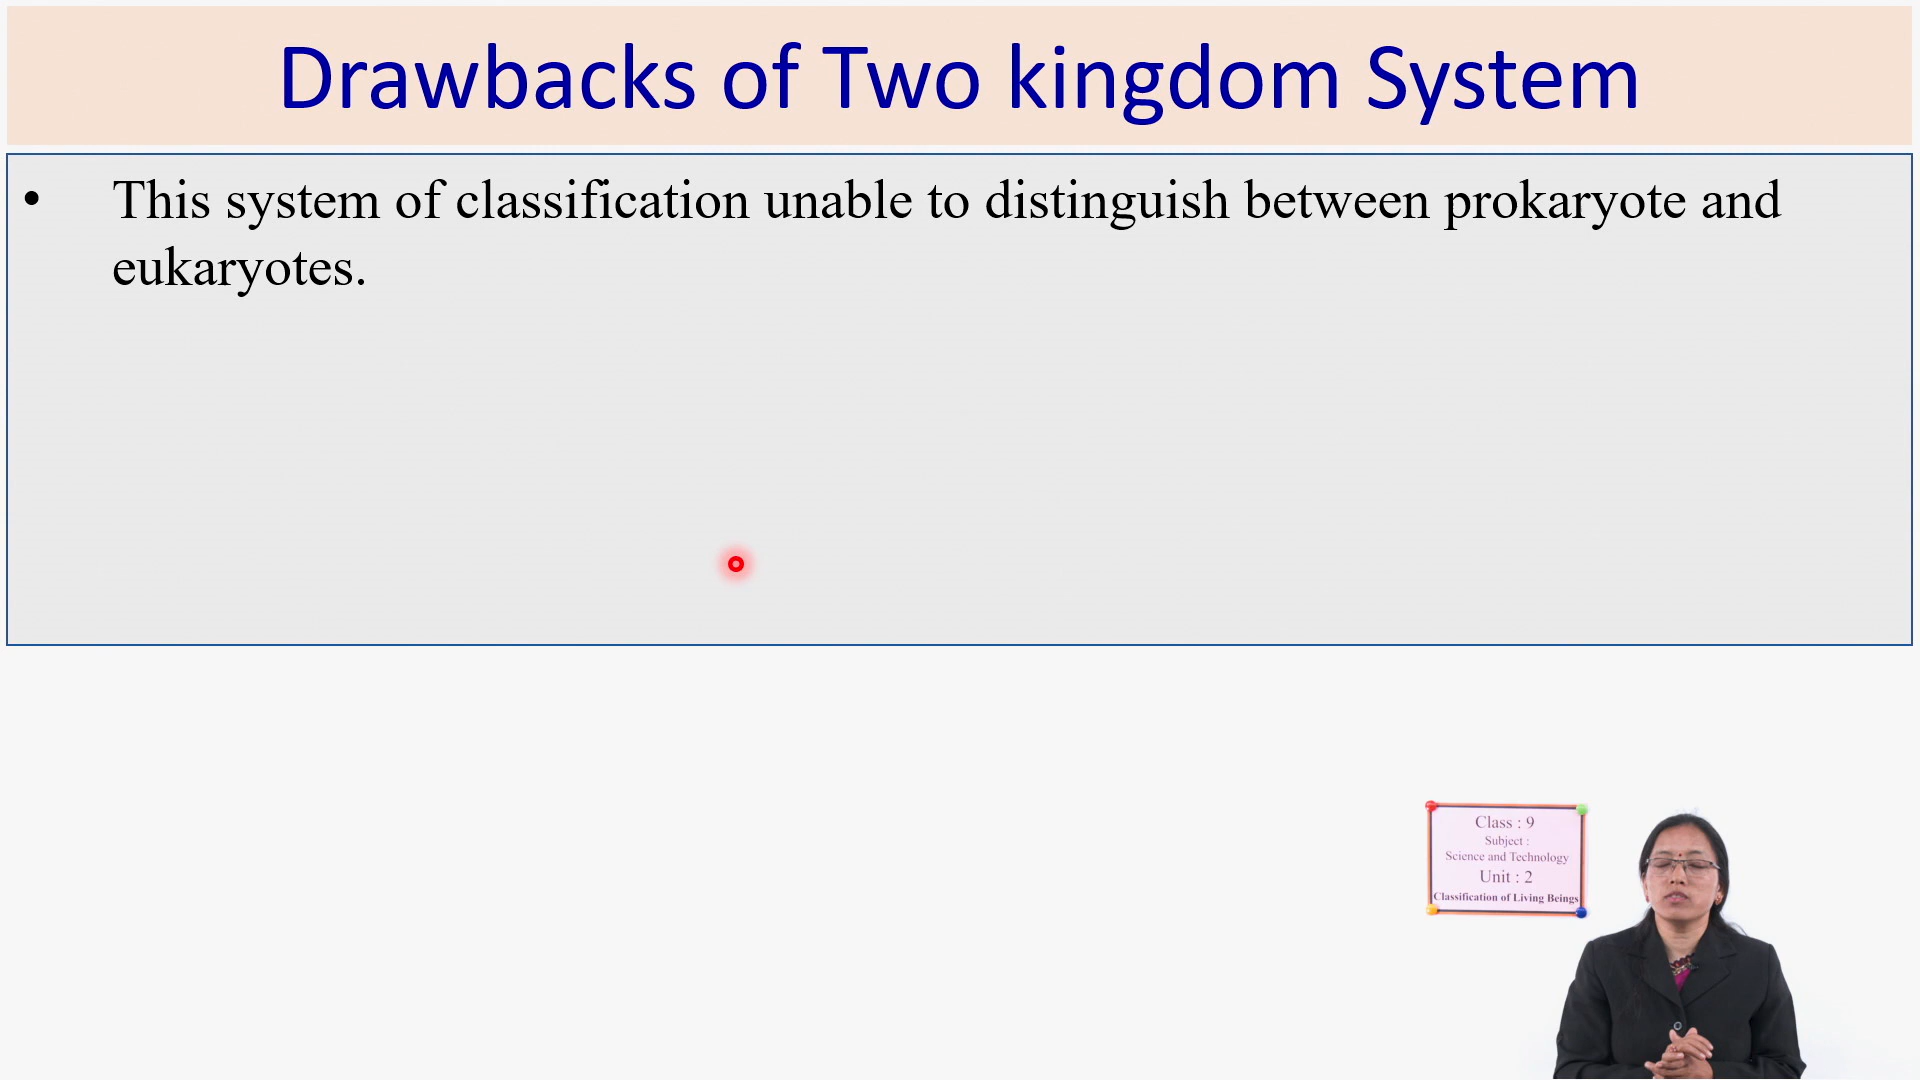 Drawbacks of Two kingdom System
• This system of classification unable to distinguish between prokaryote and
eukaryotes.
Class : 9
Subject :
Science and Technology
Unit : 2
Classification of Living Beings